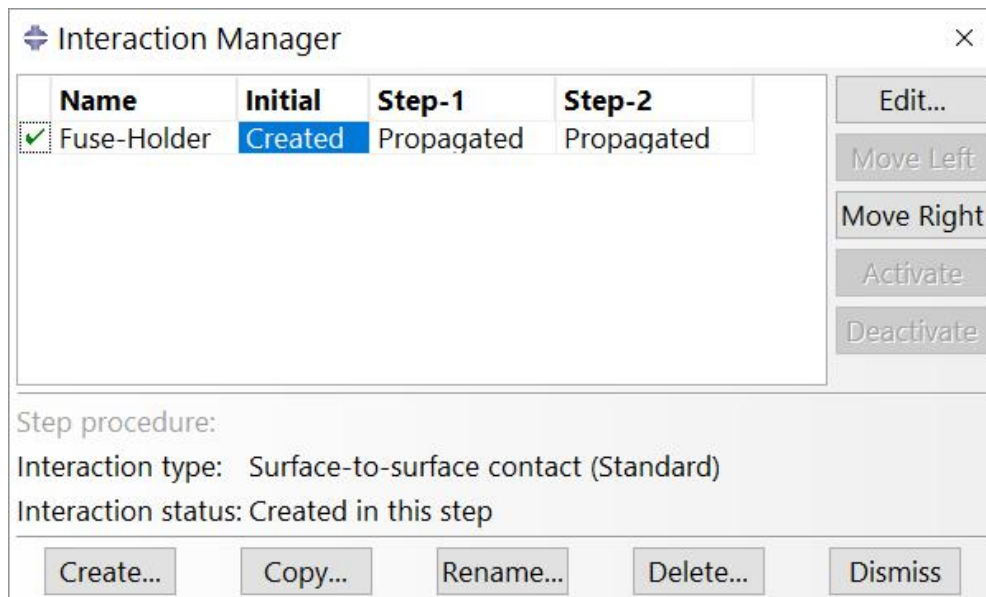 Interaction Manager
Name Initial Step-1 Step-2 Edit...
Fuse-Holder Created Propagated Propagated
Move Left
Move Right
Activate
Deactivate
Step procedure:
Interaction type: Surface-to-surface contact (Standard)
Interaction status: Created in this step
Create... Copy... Rename... Delete... Dismiss